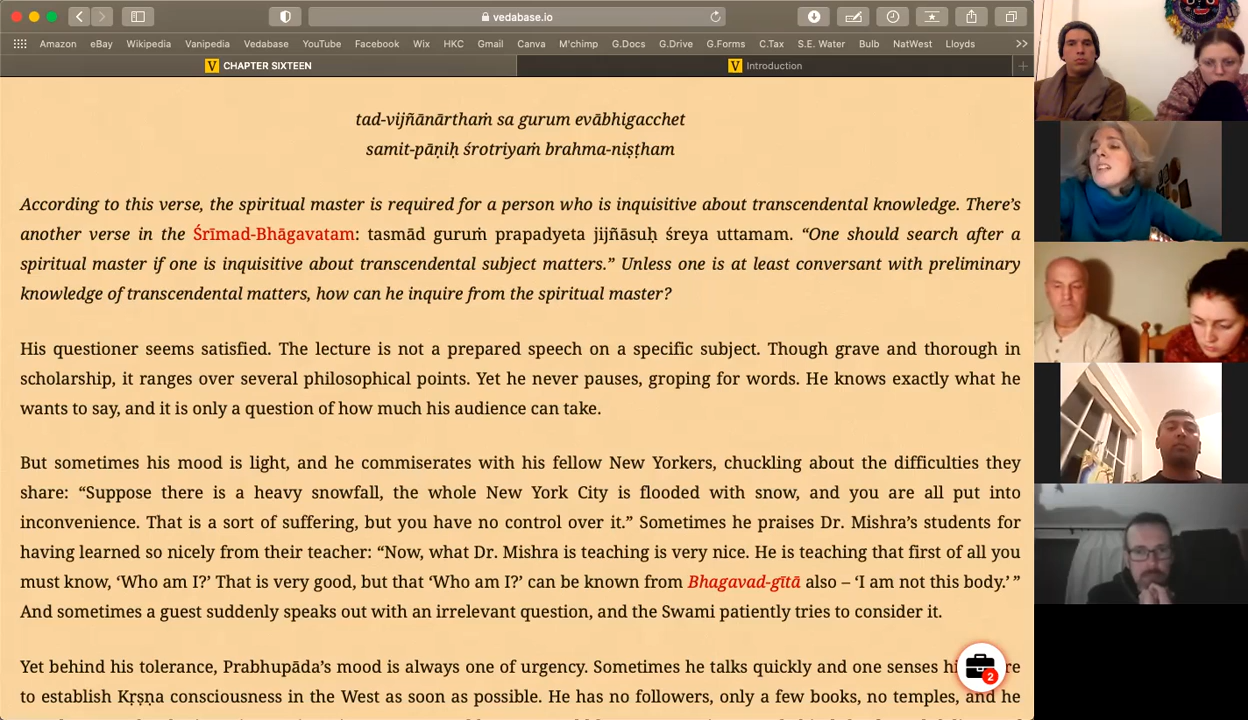 vedabase.io
Amazon eBay Wikipedia Vanipedia Vedabase YouTube Facebook Wix HKC Gmail Canva M'chimp G.Docs G.Drive G.Forms C.Tax S.E. Water Bulb NatWest Lloyds >>
V CHAPTER SIXTEEN V Introduction +
tad-vijñānārthaṁ sa gurum evābhigacchet
samit-pāṇiḥ śrotriyaṁ brahma-niṣṭham
According to this verse, the spiritual master is required for a person who is inquisitive about transcendental knowledge. There’s
another verse in the Śrīmad-Bhāgavatam: tasmād guruṁ prapadyeta jijñāsuḥ śreya uttamam. “One should search after a
spiritual master if one is inquisitive about transcendental subject matters.” Unless one is at least conversant with preliminary
knowledge of transcendental matters, how can he inquire from the spiritual master?
His questioner seems satisfied. The lecture is not a prepared speech on a specific subject. Though grave and thorough in
scholarship, it ranges over several philosophical points. Yet he never pauses, groping for words. He knows exactly what he
wants to say, and it is only a question of how much his audience can take.
But sometimes his mood is light, and he commiserates with his fellow New Yorkers, chuckling about the difficulties they
share: “Suppose there is a heavy snowfall, the whole New York City is flooded with snow, and you are all put into
inconvenience. That is a sort of suffering, but you have no control over it.” Sometimes he praises Dr. Mishra’s students for
having learned so nicely from their teacher: “Now, what Dr. Mishra is teaching is very nice. He is teaching that first of all you
must know, ‘Who am I?’ That is very good, but that ‘Who am I?’ can be known from Bhagavad-gītā also – ‘I am not this body.’ ”
And sometimes a guest suddenly speaks out with an irrelevant question, and the Swami patiently tries to consider it.
Yet behind his tolerance, Prabhupāda’s mood is always one of urgency. Sometimes he talks quickly and one senses
to establish Kṛṣṇa consciousness in the West as soon as possible. He has no followers, only a few books, no temples, and he
2